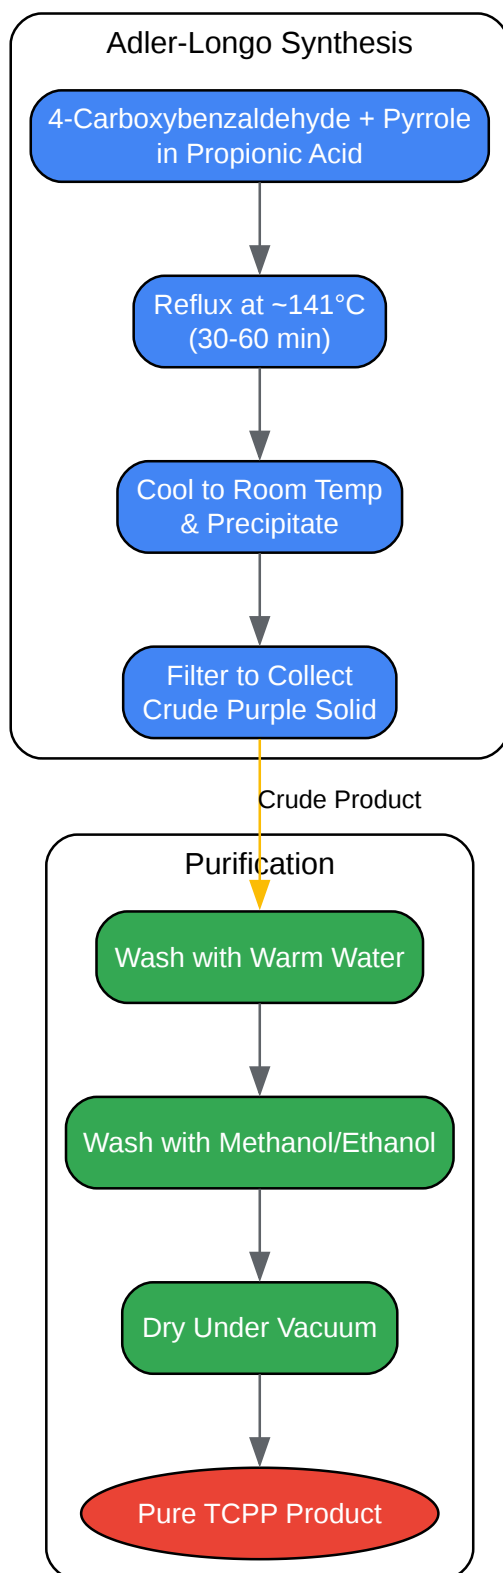 Adler-Longo Synthesis
4-Carboxybenzaldehyde + Pyrrole
in Propionic Acid
Reflux at ~141°C
(30-60 min)
Cool to Room Temp
& Precipitate
Filter to Collect
Crude Purple Solid
Crude Product
Purification
Wash with Warm Water
Wash with Methanol/Ethanol
Dry Under Vacuum
Pure TCPP Product